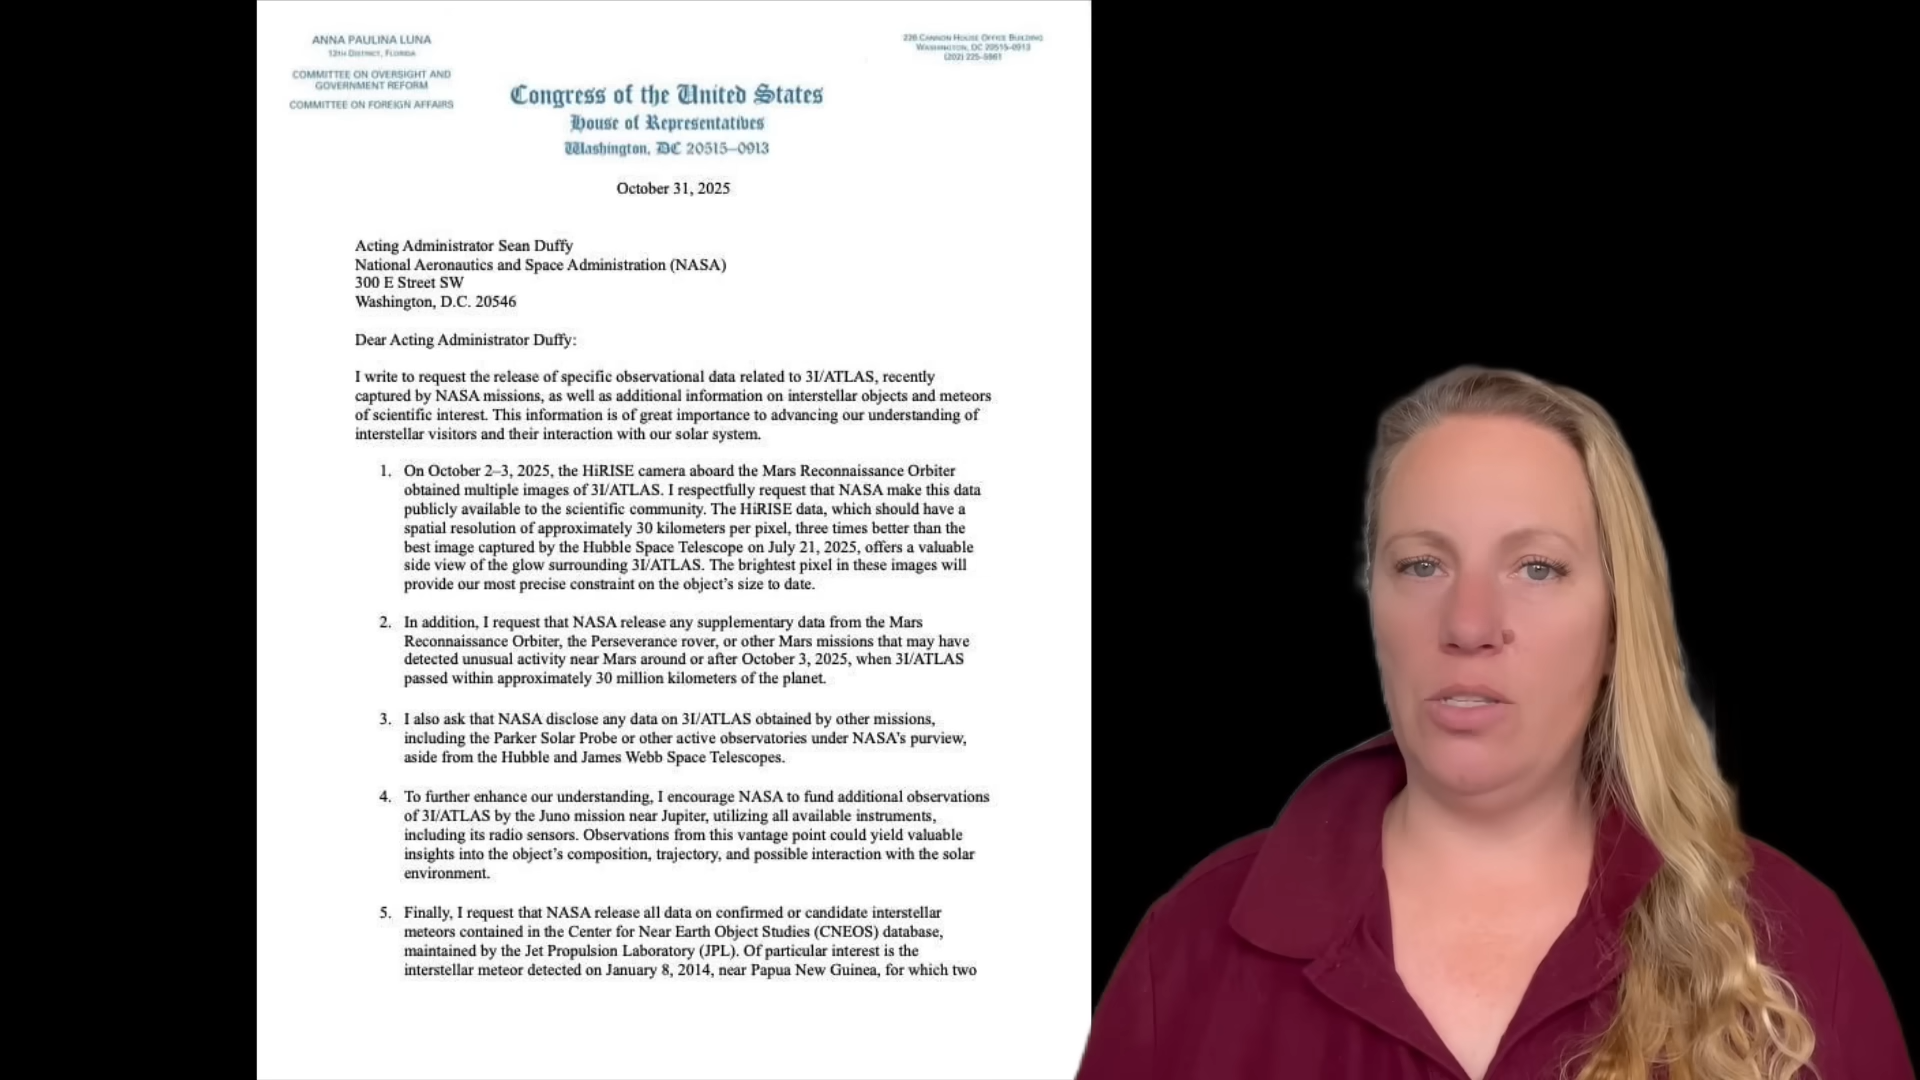 ANNA PAULINA LUNA
13TH DISTRICT, FLORIDA
COMMITTEE ON OVERSIGHT AND
GOVERNMENT REFORM
COMMITTEE ON FOREIGN AFFAIRS
226 CANNON HOUSE OFFICE BUILDING
WASHINGTON, DC 20515-0913
(202) 225-5961
Congress of the United States
House of Representatives
Washington, DC 20515-0913
October 31, 2025
Acting Administrator Sean Duffy
National Aeronautics and Space Administration (NASA)
300 E Street SW
Washington, D.C. 20546
Dear Acting Administrator Duffy:
I write to request the release of specific observational data related to 3I/ATLAS, recently
captured by NASA missions, as well as additional information on interstellar objects and meteors
of scientific interest. This information is of great importance to advancing our understanding of
interstellar visitors and their interaction with our solar system.
1. On October 2–3, 2025, the HiRISE camera aboard the Mars Reconnaissance Orbiter
obtained multiple images of 3I/ATLAS. I respectfully request that NASA make this data
publicly available to the scientific community. The HiRISE data, which should have a
spatial resolution of approximately 30 kilometers per pixel, three times better than the
best image captured by the Hubble Space Telescope on July 21, 2025, offers a valuable
side view of the glow surrounding 3I/ATLAS. The brightest pixel in these images will
provide our most precise constraint on the object's size to date.
2. In addition, I request that NASA release any supplementary data from the Mars
Reconnaissance Orbiter, the Perseverance rover, or other Mars missions that may have
detected unusual activity near Mars around or after October 3, 2025, when 3I/ATLAS
passed within approximately 30 million kilometers of the planet.
3. I also ask that NASA disclose any data on 3I/ATLAS obtained by other missions,
including the Parker Solar Probe or other active observatories under NASA's purview,
aside from the Hubble and James Webb Space Telescopes.
4. To further enhance our understanding, I encourage NASA to fund additional observations
of 3I/ATLAS by the Juno mission near Jupiter, utilizing all available instruments,
including its radio sensors. Observations from this vantage point could yield valuable
insights into the object's composition, trajectory, and possible interaction with the solar
environment.
5. Finally, I request that NASA release all data on confirmed or candidate interstellar
meteors contained in the Center for Near Earth Object Studies (CNEOS) database,
maintained by the Jet Propulsion Laboratory (JPL). Of particular interest is the
interstellar meteor detected on January 8, 2014, near Papua New Guinea, for which two